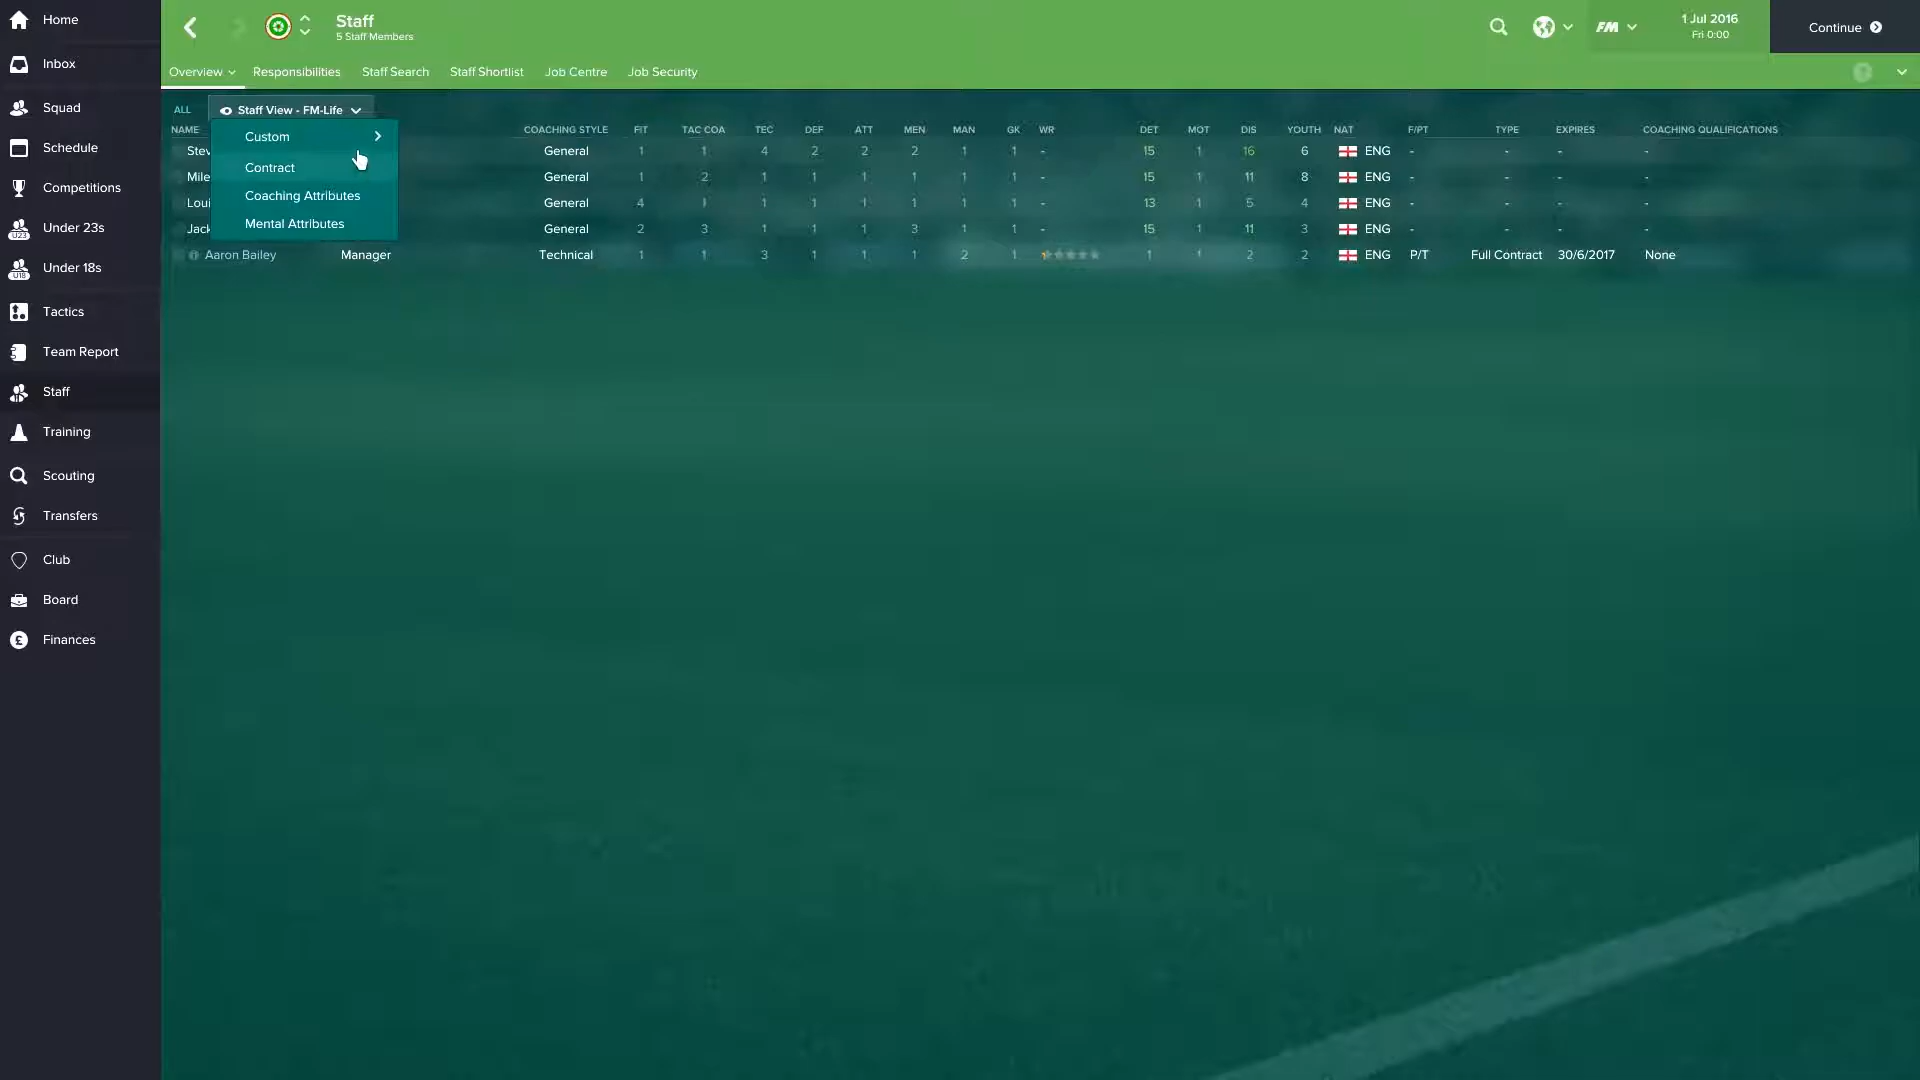 Home
Inbox
Squad
Schedule
Competitions
Under 23s
Under 18s
Tactics
Team Report
Staff
Training
Scouting
Transfers
Club
Board
Finances
Staff
5 Staff Members
FM
1 Jul 2016
Fri 0:00
Continue
Overview Responsibilities Staff Search Staff Shortlist Job Centre Job Security
ALL Staff View - FM-Life
NAME COACHING STYLE FIT TAC COA TEC DEF ATT MEN MAN GK WR DET MOT DIS YOUTH NAT F/PT TYPE EXPIRES COACHING QUALIFICATIONS
Custom
Contract
Coaching Attributes
Mental Attributes
Stev General 1 1 4 2 2 2 1 1 - 15 1 16 6 ENG - - - -
Mile General 1 2 1 1 1 1 1 1 - 15 1 11 8 ENG - - - -
Loui General 4 1 1 1 1 1 1 1 - 13 1 5 4 ENG - - - -
Jack General 2 3 1 1 1 3 1 1 - 15 1 11 3 ENG - - - -
Aaron Bailey Manager Technical 1 1 3 1 1 1 2 1 1 1 2 2 ENG P/T Full Contract 30/6/2017 None